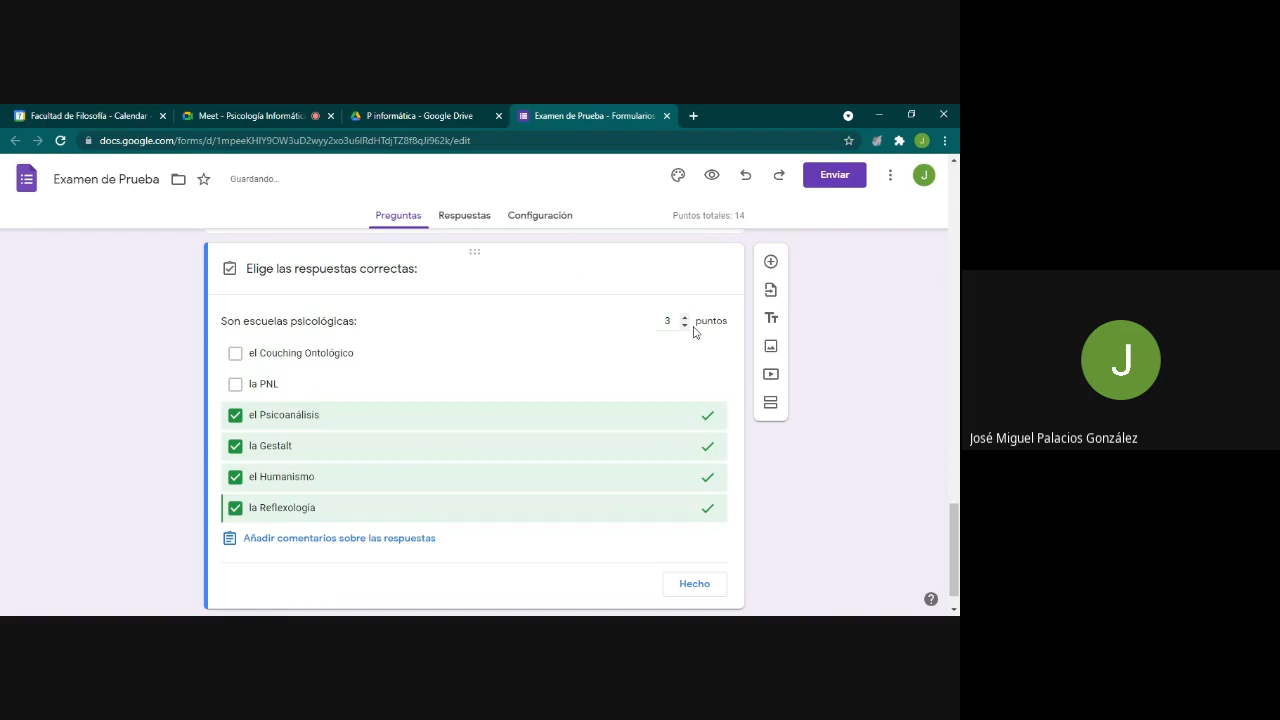 Facultad de Filosofía - Calendar
Meet - Psicología Informátic
P informática - Google Drive
Examen de Prueba - Formularios
docs.google.com/forms/d/1mpeeKHIY9OW3uD2wyy2xo3u6lRdHTdjTZ8f8qJi962k/edit
Examen de Prueba
Guardando...
Enviar
J
Preguntas
Respuestas
Configuración
Puntos totales: 14
Elige las respuestas correctas:
Son escuelas psicológicas:
3
puntos
el Couching Ontológico
la PNL
el Psicoanálisis
la Gestalt
el Humanismo
la Reflexología
Añadir comentarios sobre las respuestas
Hecho
J
José Miguel Palacios González